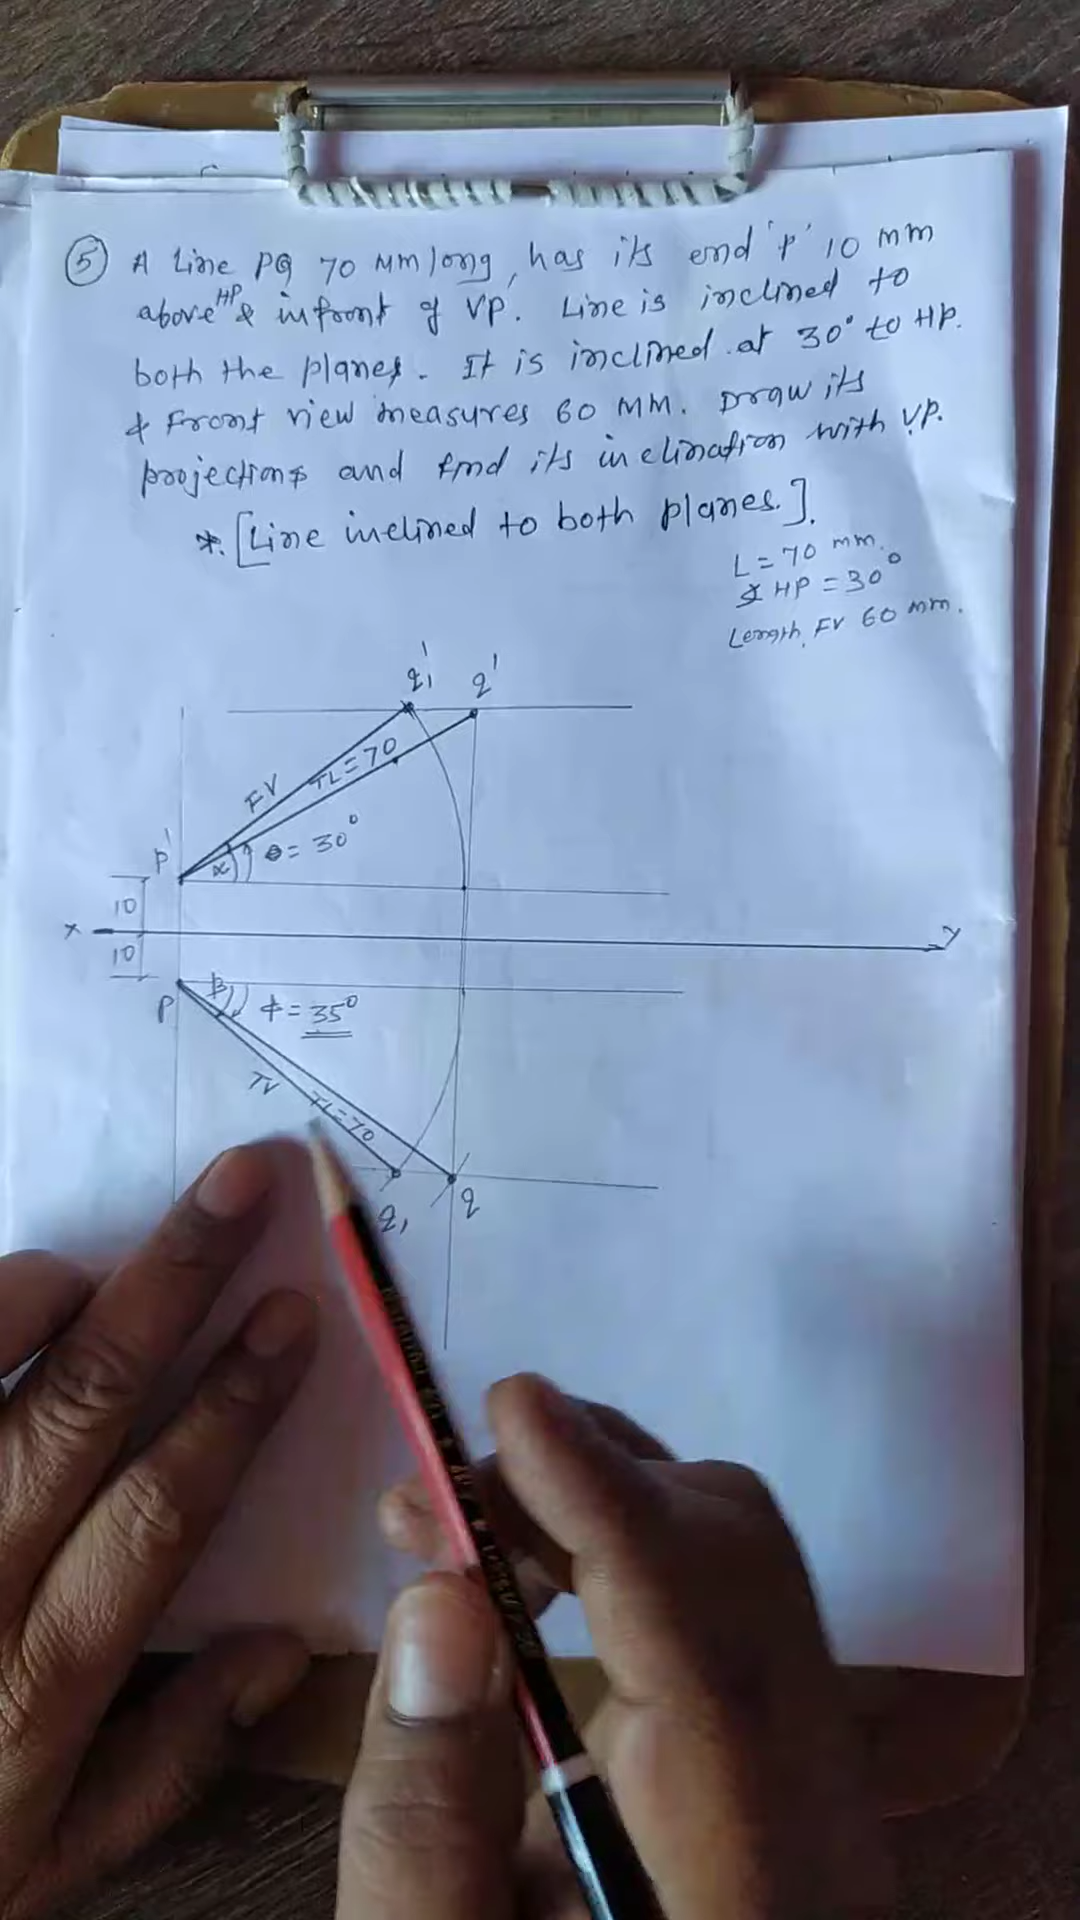 5 A Line PQ 70 MM long, has its end 'P' 10 MM
above HP & infront of VP. Line is inclined to
both the planes. It is inclined at 30° to HP.
& Front view measures 60 MM. Draw its
projections and find its inclination with VP.
*. [Line inclined to both planes.].
L = 70 mm.
HP = 30°
Length, FV 60 mm.
q1' q'
FV TL = 70
P' α θ = 30°
10
X Y
10
P β ϕ = 35°
TV TL = 70
q1 q